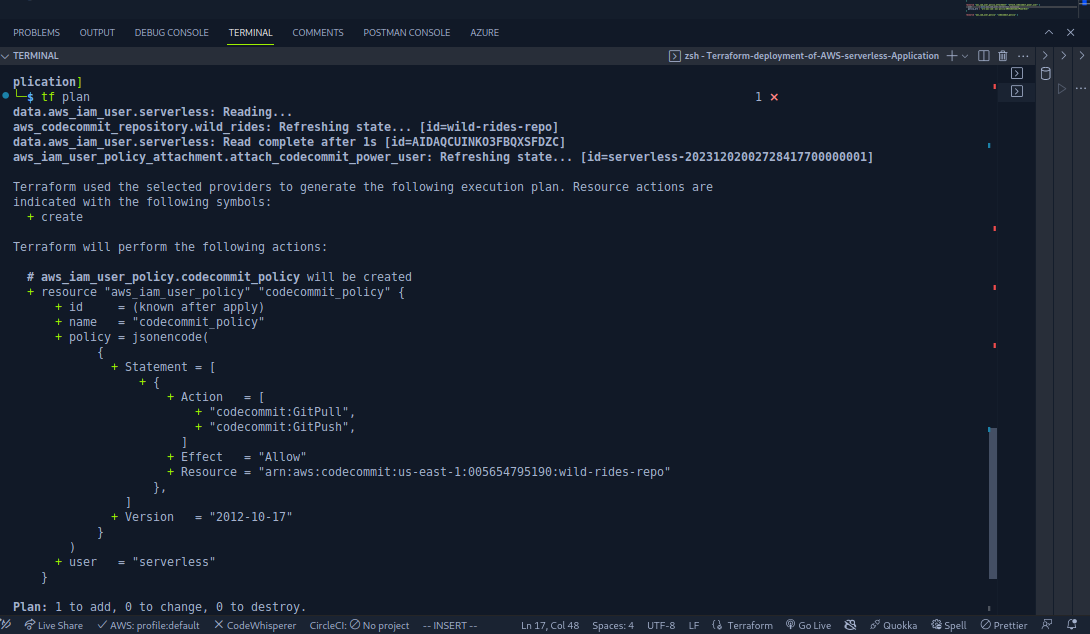 PROBLEMS OUTPUT DEBUG CONSOLE TERMINAL COMMENTS POSTMAN CONSOLE AZURE
TERMINAL zsh - Terraform-deployment-of-AWS-serverless-Application
plication]
└─$ tf plan 1 ✕
data.aws_iam_user.serverless: Reading...
aws_codecommit_repository.wild_rides: Refreshing state... [id=wild-rides-repo]
data.aws_iam_user.serverless: Read complete after 1s [id=AIDAQCUINKO3FBQXSFDZC]
aws_iam_user_policy_attachment.attach_codecommit_power_user: Refreshing state... [id=serverless-20231202002728417700000001]
Terraform used the selected providers to generate the following execution plan. Resource actions are
indicated with the following symbols:
+ create
Terraform will perform the following actions:
# aws_iam_user_policy.codecommit_policy will be created
+ resource "aws_iam_user_policy" "codecommit_policy" {
+ id = (known after apply)
+ name = "codecommit_policy"
+ policy = jsonencode(
{
+ Statement = [
+ {
+ Action = [
+ "codecommit:GitPull",
+ "codecommit:GitPush",
]
+ Effect = "Allow"
+ Resource = "arn:aws:codecommit:us-east-1:005654795190:wild-rides-repo"
},
]
+ Version = "2012-10-17"
}
)
+ user = "serverless"
}
Plan: 1 to add, 0 to change, 0 to destroy.
Live Share AWS: profile:default CodeWhisperer CircleCI: No project -- INSERT -- Ln 17, Col 48 Spaces: 4 UTF-8 LF Terraform Go Live Quokka Spell Prettier